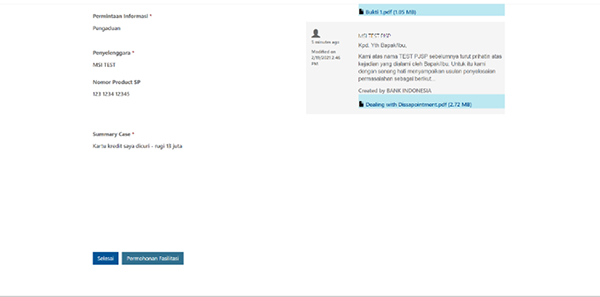 Permintaan Informasi *
Pengaduan
Penyelenggara *
MSI TEST
Nomor Product SP
123 1234 12345
Summary Case *
Kartu kredit saya dicuri - rugi 13 juta
Selesai
Permohonan Fasilitasi
Bukti 1.pdf (1.05 MB)
5 minutes ago
Modified on
2/19/2021 2:46
PM
MSI TEST PJSP
Kpd. Yth Bapak/Ibu,
Kami atas nama TEST PJSP sebelumnya turut prihatin atas
kejadian yang dialami oleh Bapak/Ibu. Untuk itu kami
dengan senang hati menyampaikan usulan penyelesaian
permasalahan sebagai berikut...
Created by BANK INDONESIA
Dealing with Dissapointment.pdf (2.72 MB)